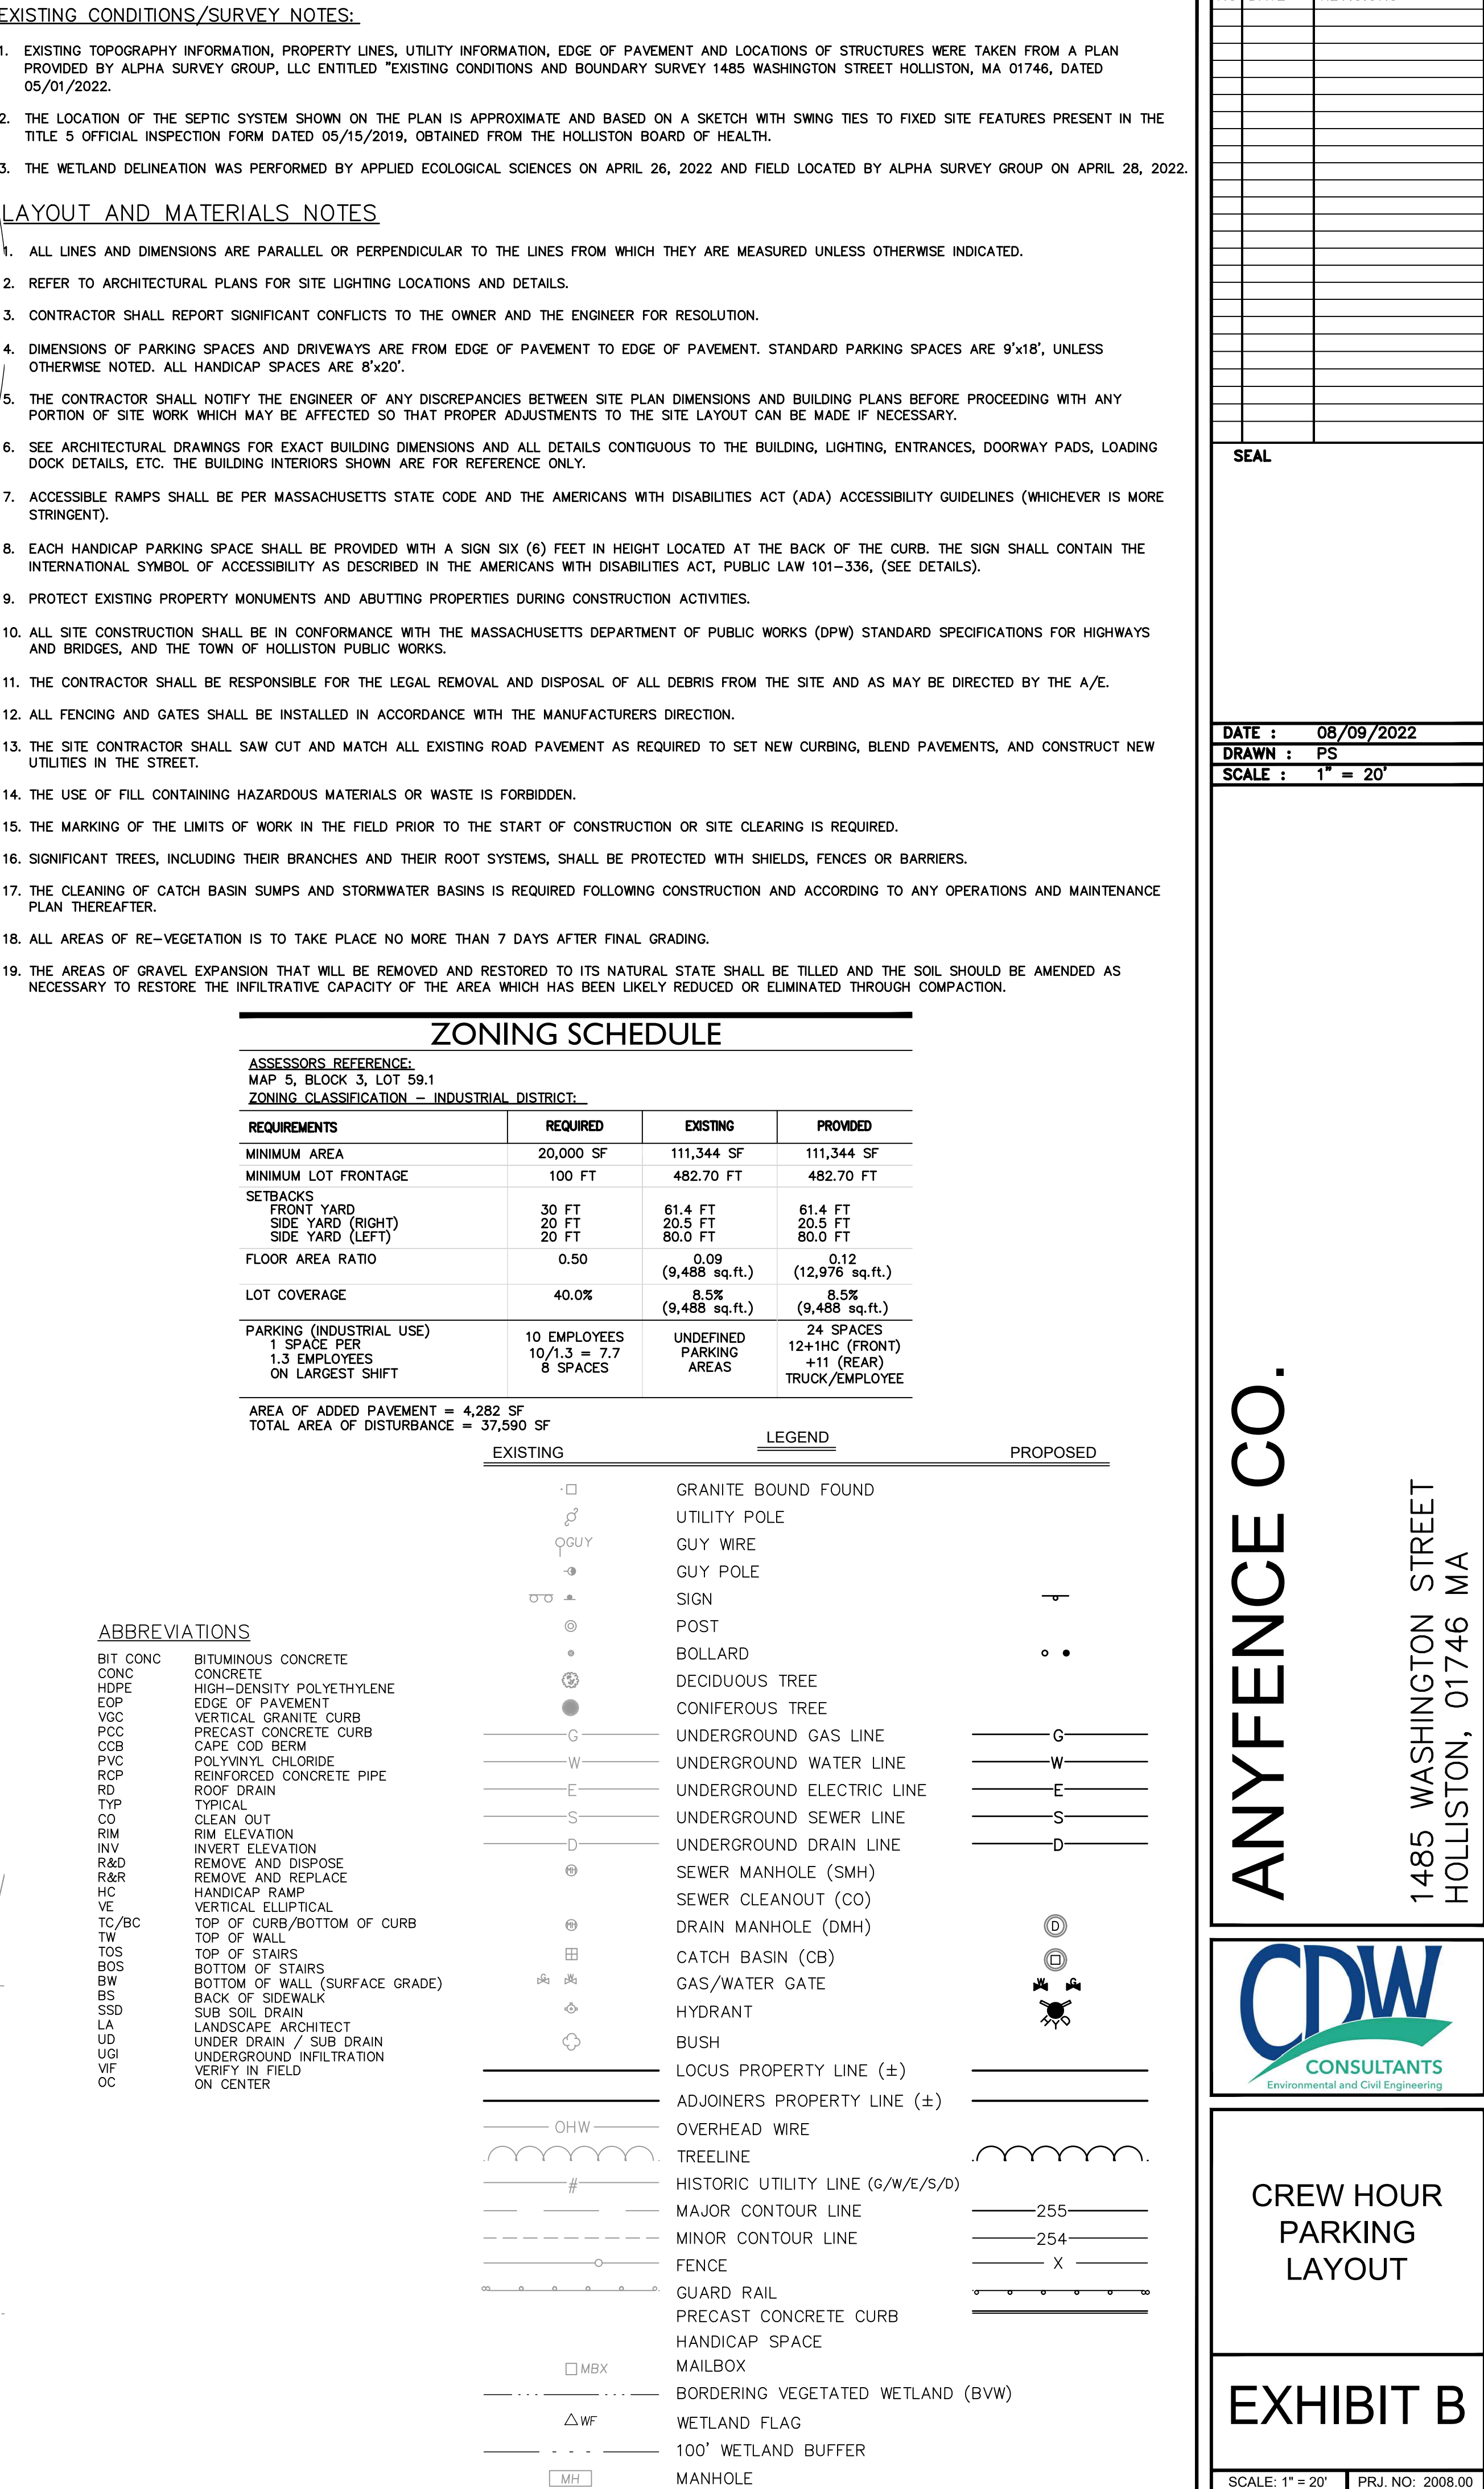 EXISTING CONDITIONS/SURVEY NOTES:
1. EXISTING TOPOGRAPHY INFORMATION, PROPERTY LINES, UTILITY INFORMATION, EDGE OF PAVEMENT AND LOCATIONS OF STRUCTURES WERE TAKEN FROM A PLAN
PROVIDED BY ALPHA SURVEY GROUP, LLC ENTITLED "EXISTING CONDITIONS AND BOUNDARY SURVEY 1485 WASHINGTON STREET HOLLISTON, MA 01746, DATED
05/01/2022.
2. THE LOCATION OF THE SEPTIC SYSTEM SHOWN ON THE PLAN IS APPROXIMATE AND BASED ON A SKETCH WITH SWING TIES TO FIXED SITE FEATURES PRESENT IN THE
TITLE 5 OFFICIAL INSPECTION FORM DATED 05/15/2019, OBTAINED FROM THE HOLLISTON BOARD OF HEALTH.
3. THE WETLAND DELINEATION WAS PERFORMED BY APPLIED ECOLOGICAL SCIENCES ON APRIL 26, 2022 AND FIELD LOCATED BY ALPHA SURVEY GROUP ON APRIL 28, 2022.
LAYOUT AND MATERIALS NOTES
1. ALL LINES AND DIMENSIONS ARE PARALLEL OR PERPENDICULAR TO THE LINES FROM WHICH THEY ARE MEASURED UNLESS OTHERWISE INDICATED.
2. REFER TO ARCHITECTURAL PLANS FOR SITE LIGHTING LOCATIONS AND DETAILS.
3. CONTRACTOR SHALL REPORT SIGNIFICANT CONFLICTS TO THE OWNER AND THE ENGINEER FOR RESOLUTION.
4. DIMENSIONS OF PARKING SPACES AND DRIVEWAYS ARE FROM EDGE OF PAVEMENT TO EDGE OF PAVEMENT. STANDARD PARKING SPACES ARE 9'x18', UNLESS
OTHERWISE NOTED. ALL HANDICAP SPACES ARE 8'x20'.
5. THE CONTRACTOR SHALL NOTIFY THE ENGINEER OF ANY DISCREPANCIES BETWEEN SITE PLAN DIMENSIONS AND BUILDING PLANS BEFORE PROCEEDING WITH ANY
PORTION OF SITE WORK WHICH MAY BE AFFECTED SO THAT PROPER ADJUSTMENTS TO THE SITE LAYOUT CAN BE MADE IF NECESSARY.
6. SEE ARCHITECTURAL DRAWINGS FOR EXACT BUILDING DIMENSIONS AND ALL DETAILS CONTIGUOUS TO THE BUILDING, LIGHTING, ENTRANCES, DOORWAY PADS, LOADING
DOCK DETAILS, ETC. THE BUILDING INTERIORS SHOWN ARE FOR REFERENCE ONLY.
7. ACCESSIBLE RAMPS SHALL BE PER MASSACHUSETTS STATE CODE AND THE AMERICANS WITH DISABILITIES ACT (ADA) ACCESSIBILITY GUIDELINES (WHICHEVER IS MORE
STRINGENT).
8. EACH HANDICAP PARKING SPACE SHALL BE PROVIDED WITH A SIGN SIX (6) FEET IN HEIGHT LOCATED AT THE BACK OF THE CURB. THE SIGN SHALL CONTAIN THE
INTERNATIONAL SYMBOL OF ACCESSIBILITY AS DESCRIBED IN THE AMERICANS WITH DISABILITIES ACT, PUBLIC LAW 101-336, (SEE DETAILS).
9. PROTECT EXISTING PROPERTY MONUMENTS AND ABUTTING PROPERTIES DURING CONSTRUCTION ACTIVITIES.
10. ALL SITE CONSTRUCTION SHALL BE IN CONFORMANCE WITH THE MASSACHUSETTS DEPARTMENT OF PUBLIC WORKS (DPW) STANDARD SPECIFICATIONS FOR HIGHWAYS
AND BRIDGES, AND THE TOWN OF HOLLISTON PUBLIC WORKS.
11. THE CONTRACTOR SHALL BE RESPONSIBLE FOR THE LEGAL REMOVAL AND DISPOSAL OF ALL DEBRIS FROM THE SITE AND AS MAY BE DIRECTED BY THE A/E.
12. ALL FENCING AND GATES SHALL BE INSTALLED IN ACCORDANCE WITH THE MANUFACTURERS DIRECTION.
13. THE SITE CONTRACTOR SHALL SAW CUT AND MATCH ALL EXISTING ROAD PAVEMENT AS REQUIRED TO SET NEW CURBING, BLEND PAVEMENTS, AND CONSTRUCT NEW
UTILITIES IN THE STREET.
14. THE USE OF FILL CONTAINING HAZARDOUS MATERIALS OR WASTE IS FORBIDDEN.
15. THE MARKING OF THE LIMITS OF WORK IN THE FIELD PRIOR TO THE START OF CONSTRUCTION OR SITE CLEARING IS REQUIRED.
16. SIGNIFICANT TREES, INCLUDING THEIR BRANCHES AND THEIR ROOT SYSTEMS, SHALL BE PROTECTED WITH SHIELDS, FENCES OR BARRIERS.
17. THE CLEANING OF CATCH BASIN SUMPS AND STORMWATER BASINS IS REQUIRED FOLLOWING CONSTRUCTION AND ACCORDING TO ANY OPERATIONS AND MAINTENANCE
PLAN THEREAFTER.
18. ALL AREAS OF RE-VEGETATION IS TO TAKE PLACE NO MORE THAN 7 DAYS AFTER FINAL GRADING.
19. THE AREAS OF GRAVEL EXPANSION THAT WILL BE REMOVED AND RESTORED TO ITS NATURAL STATE SHALL BE TILLED AND THE SOIL SHOULD BE AMENDED AS
NECESSARY TO RESTORE THE INFILTRATIVE CAPACITY OF THE AREA WHICH HAS BEEN LIKELY REDUCED OR ELIMINATED THROUGH COMPACTION.
ZONING SCHEDULE
ASSESSORS REFERENCE:
MAP 5, BLOCK 3, LOT 59.1
ZONING CLASSIFICATION – INDUSTRIAL DISTRICT:
REQUIREMENTS REQUIRED EXISTING PROVIDED
MINIMUM AREA 20,000 SF 111,344 SF 111,344 SF
MINIMUM LOT FRONTAGE 100 FT 482.70 FT 482.70 FT
SETBACKS
FRONT YARD 30 FT 61.4 FT 61.4 FT
SIDE YARD (RIGHT) 20 FT 20.5 FT 20.5 FT
SIDE YARD (LEFT) 20 FT 80.0 FT 80.0 FT
FLOOR AREA RATIO 0.50 0.09 0.12
(9,488 sq.ft.) (12,976 sq.ft.)
LOT COVERAGE 40.0% 8.5% 8.5%
(9,488 sq.ft.) (9,488 sq.ft.)
PARKING (INDUSTRIAL USE)
1 SPACE PER
1.3 EMPLOYEES
ON LARGEST SHIFT
10 EMPLOYEES
10/1.3 = 7.7
8 SPACES
UNDEFINED
PARKING
AREAS
24 SPACES
12+1HC (FRONT)
+11 (REAR)
TRUCK/EMPLOYEE
AREA OF ADDED PAVEMENT = 4,282 SF
TOTAL AREA OF DISTURBANCE = 37,590 SF
ABBREVIATIONS
BIT CONC BITUMINOUS CONCRETE
CONC CONCRETE
HDPE HIGH-DENSITY POLYETHYLENE
EOP EDGE OF PAVEMENT
VGC VERTICAL GRANITE CURB
PCC PRECAST CONCRETE CURB
CCB CAPE COD BERM
PVC POLYVINYL CHLORIDE
RCP REINFORCED CONCRETE PIPE
RD ROOF DRAIN
TYP TYPICAL
CO CLEAN OUT
RIM RIM ELEVATION
INV INVERT ELEVATION
R&D REMOVE AND DISPOSE
R&R REMOVE AND REPLACE
HC HANDICAP RAMP
VE VERTICAL ELLIPTICAL
TC/BC TOP OF CURB/BOTTOM OF CURB
TW TOP OF WALL
TOS TOP OF STAIRS
BOS BOTTOM OF STAIRS
BW BOTTOM OF WALL (SURFACE GRADE)
BS BACK OF SIDEWALK
SSD SUB SOIL DRAIN
LA LANDSCAPE ARCHITECT
UD UNDER DRAIN / SUB DRAIN
UGI UNDERGROUND INFILTRATION
VIF VERIFY IN FIELD
OC ON CENTER
LEGEND
EXISTING PROPOSED
GRANITE BOUND FOUND
UTILITY POLE
GUY GUY WIRE
GUY POLE
SIGN
POST
BOLLARD
DECIDUOUS TREE
CONIFEROUS TREE
G UNDERGROUND GAS LINE G
W UNDERGROUND WATER LINE W
E UNDERGROUND ELECTRIC LINE E
S UNDERGROUND SEWER LINE S
D UNDERGROUND DRAIN LINE D
SEWER MANHOLE (SMH)
SEWER CLEANOUT (CO)
DRAIN MANHOLE (DMH) D
CATCH BASIN (CB)
G W GAS/WATER GATE W G
HYDRANT HYD
BUSH
LOCUS PROPERTY LINE (±)
ADJOINERS PROPERTY LINE (±)
OHW OVERHEAD WIRE
TREELINE
# HISTORIC UTILITY LINE (G/W/E/S/D)
MAJOR CONTOUR LINE 255
MINOR CONTOUR LINE 254
FENCE X
GUARD RAIL
PRECAST CONCRETE CURB
HANDICAP SPACE
MBX MAILBOX
BORDERING VEGETATED WETLAND (BVW)
WF WETLAND FLAG
100' WETLAND BUFFER
MH MANHOLE
SEAL
DATE : 08/09/2022
DRAWN : PS
SCALE : 1" = 20'
ANYFENCE CO.
1485 WASHINGTON STREET
HOLLISTON, 01746 MA
CDW
CONSULTANTS
Environmental and Civil Engineering
CREW HOUR
PARKING
LAYOUT
EXHIBIT B
SCALE: 1" = 20' PRJ. NO: 2008.00